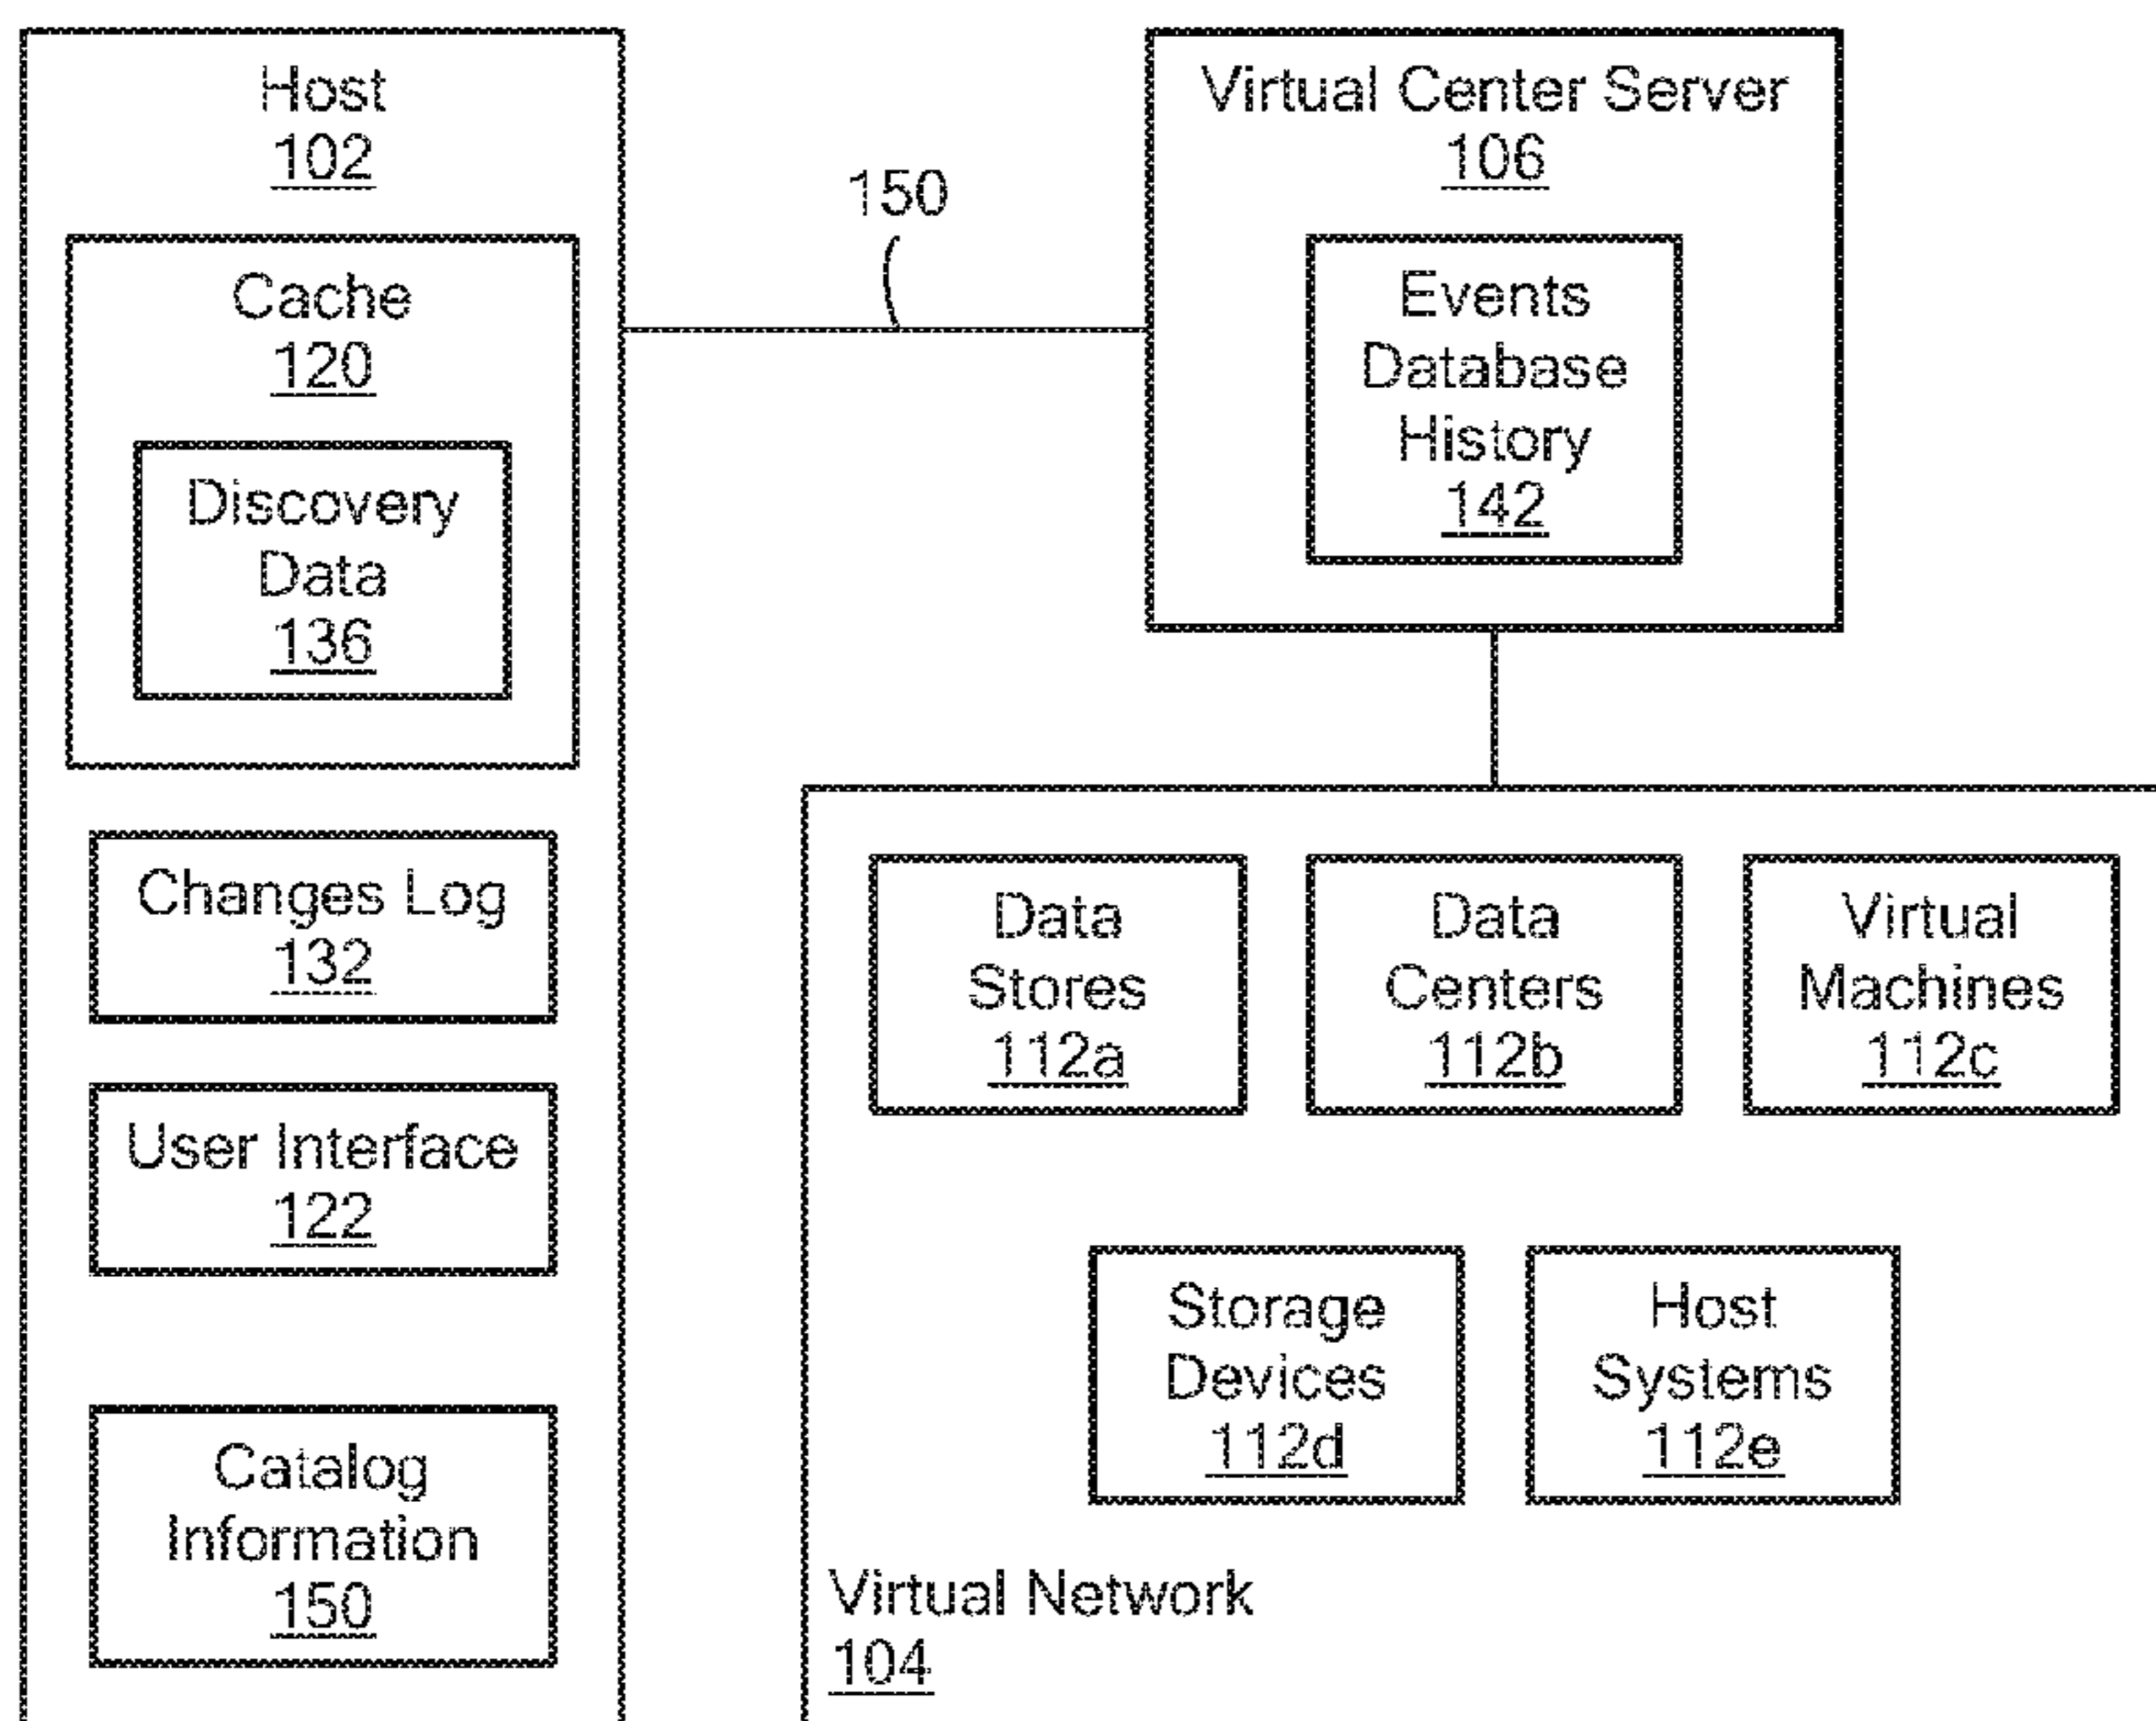 Host
102
Cache
120
Discovery
Data
136
Changes Log
132
User Interface
122
Catalog
Information
150
150
Virtual Center Server
106
Events
Database
History
142
Data
Stores
112a
Data
Centers
112b
Virtual
Machines
112c
Storage
Devices
112d
Host
Systems
112e
Virtual Network
104